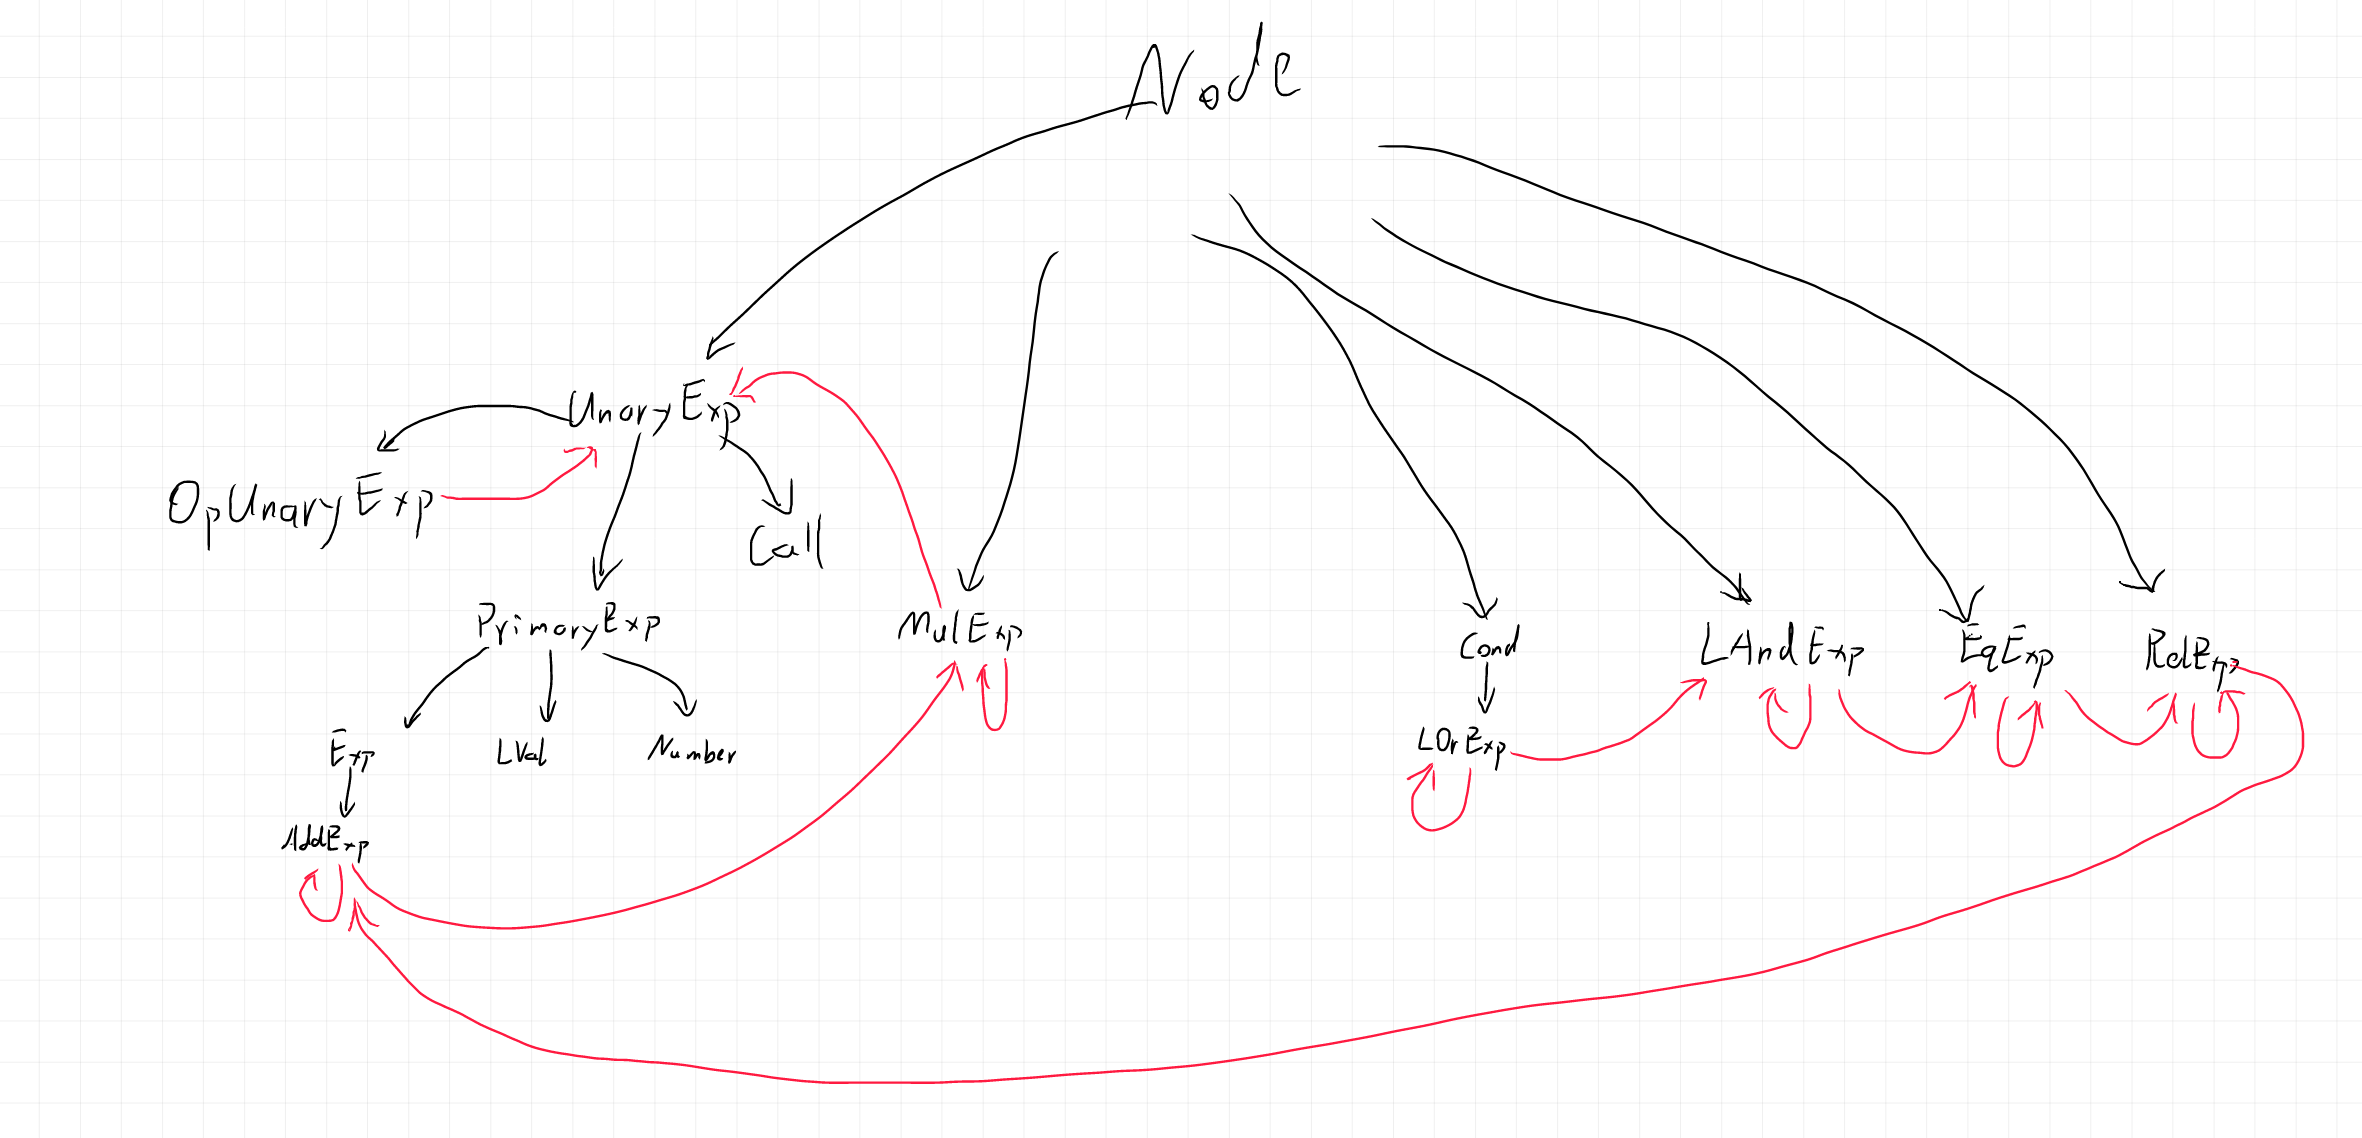 Node
UnaryExp
OpUnaryExp
Call
PrimaryExp
MulExp
Cond
LAndExp
EqExp
RelExp
Exp
LVal
Number
LOrExp
AddExp